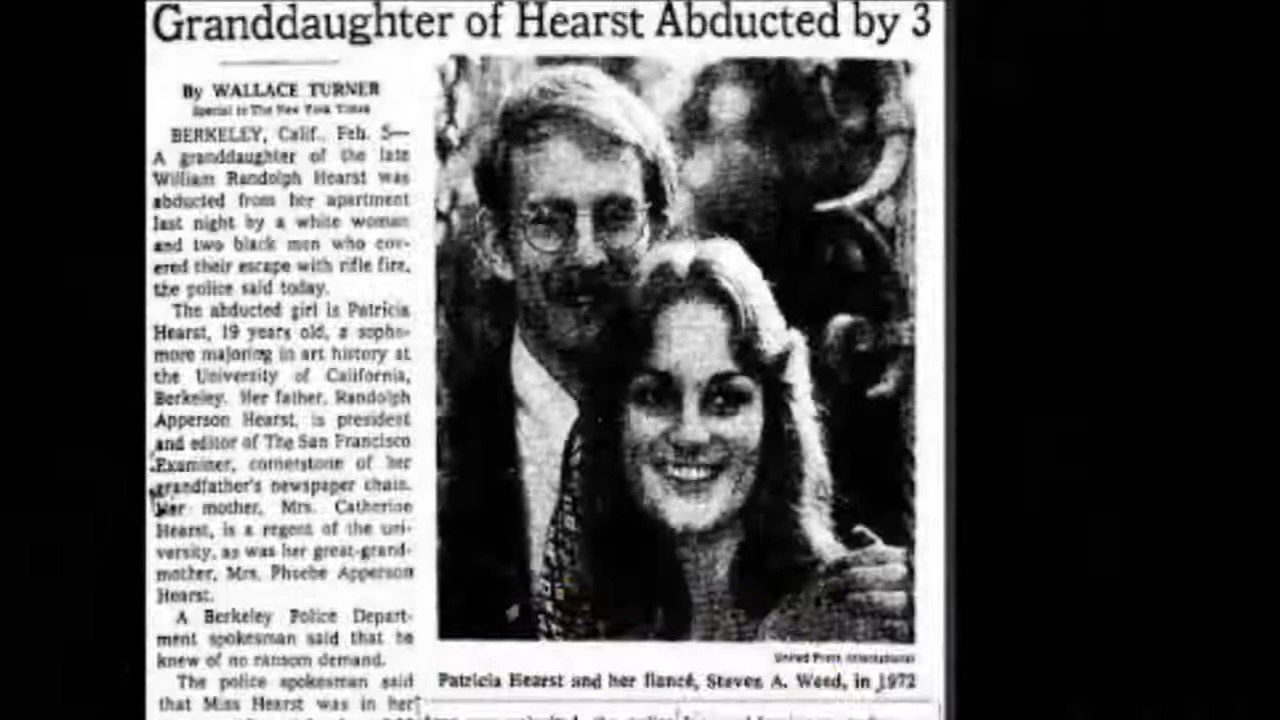 Granddaughter of Hearst Abducted by 3
By WALLACE TURNER
Special to The New York Times
BERKELEY, Calif., Feb. 5—
A granddaughter of the late
William Randolph Hearst was
abducted from her apartment
last night by a white woman
and two black men who cov-
ered their escape with rifle fire,
the police said today.
The abducted girl is Patricia
Hearst, 19 years old, a sopho-
more majoring in art history at
the University of California,
Berkeley. Her father, Randolph
Apperson Hearst, is president
and editor of The San Francisco
Examiner, cornerstone of her
grandfather's newspaper chain.
Her mother, Mrs. Catherine
Hearst, is a regent of the uni-
versity, as was her great-grand-
mother, Mrs. Phoebe Apperson
Hearst.
A Berkeley Police Depart-
ment spokesman said that he
knew of no ransom demand.
The police spokesman said
that Miss Hearst was in her
United Press International
Patricia Hearst and her fiancé, Steven A. Weed, in 1972